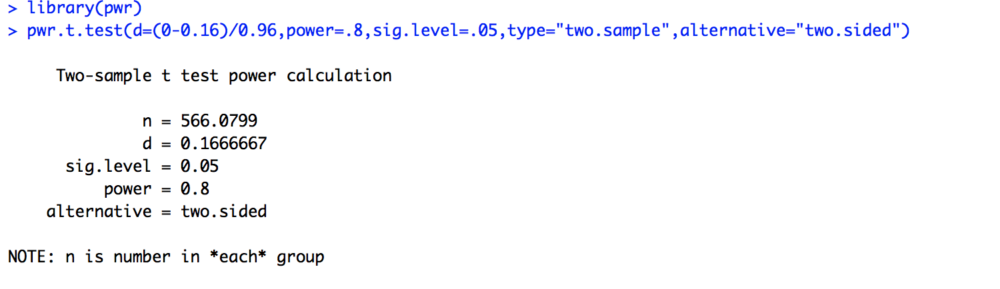 > library(pwr)
> pwr.t.test(d=(0-0.16)/0.96,power=.8,sig.level=.05,type="two.sample",alternative="two.sided")
Two-sample t test power calculation
n = 566.0799
d = 0.1666667
sig.level = 0.05
power = 0.8
alternative = two.sided
NOTE: n is number in *each* group